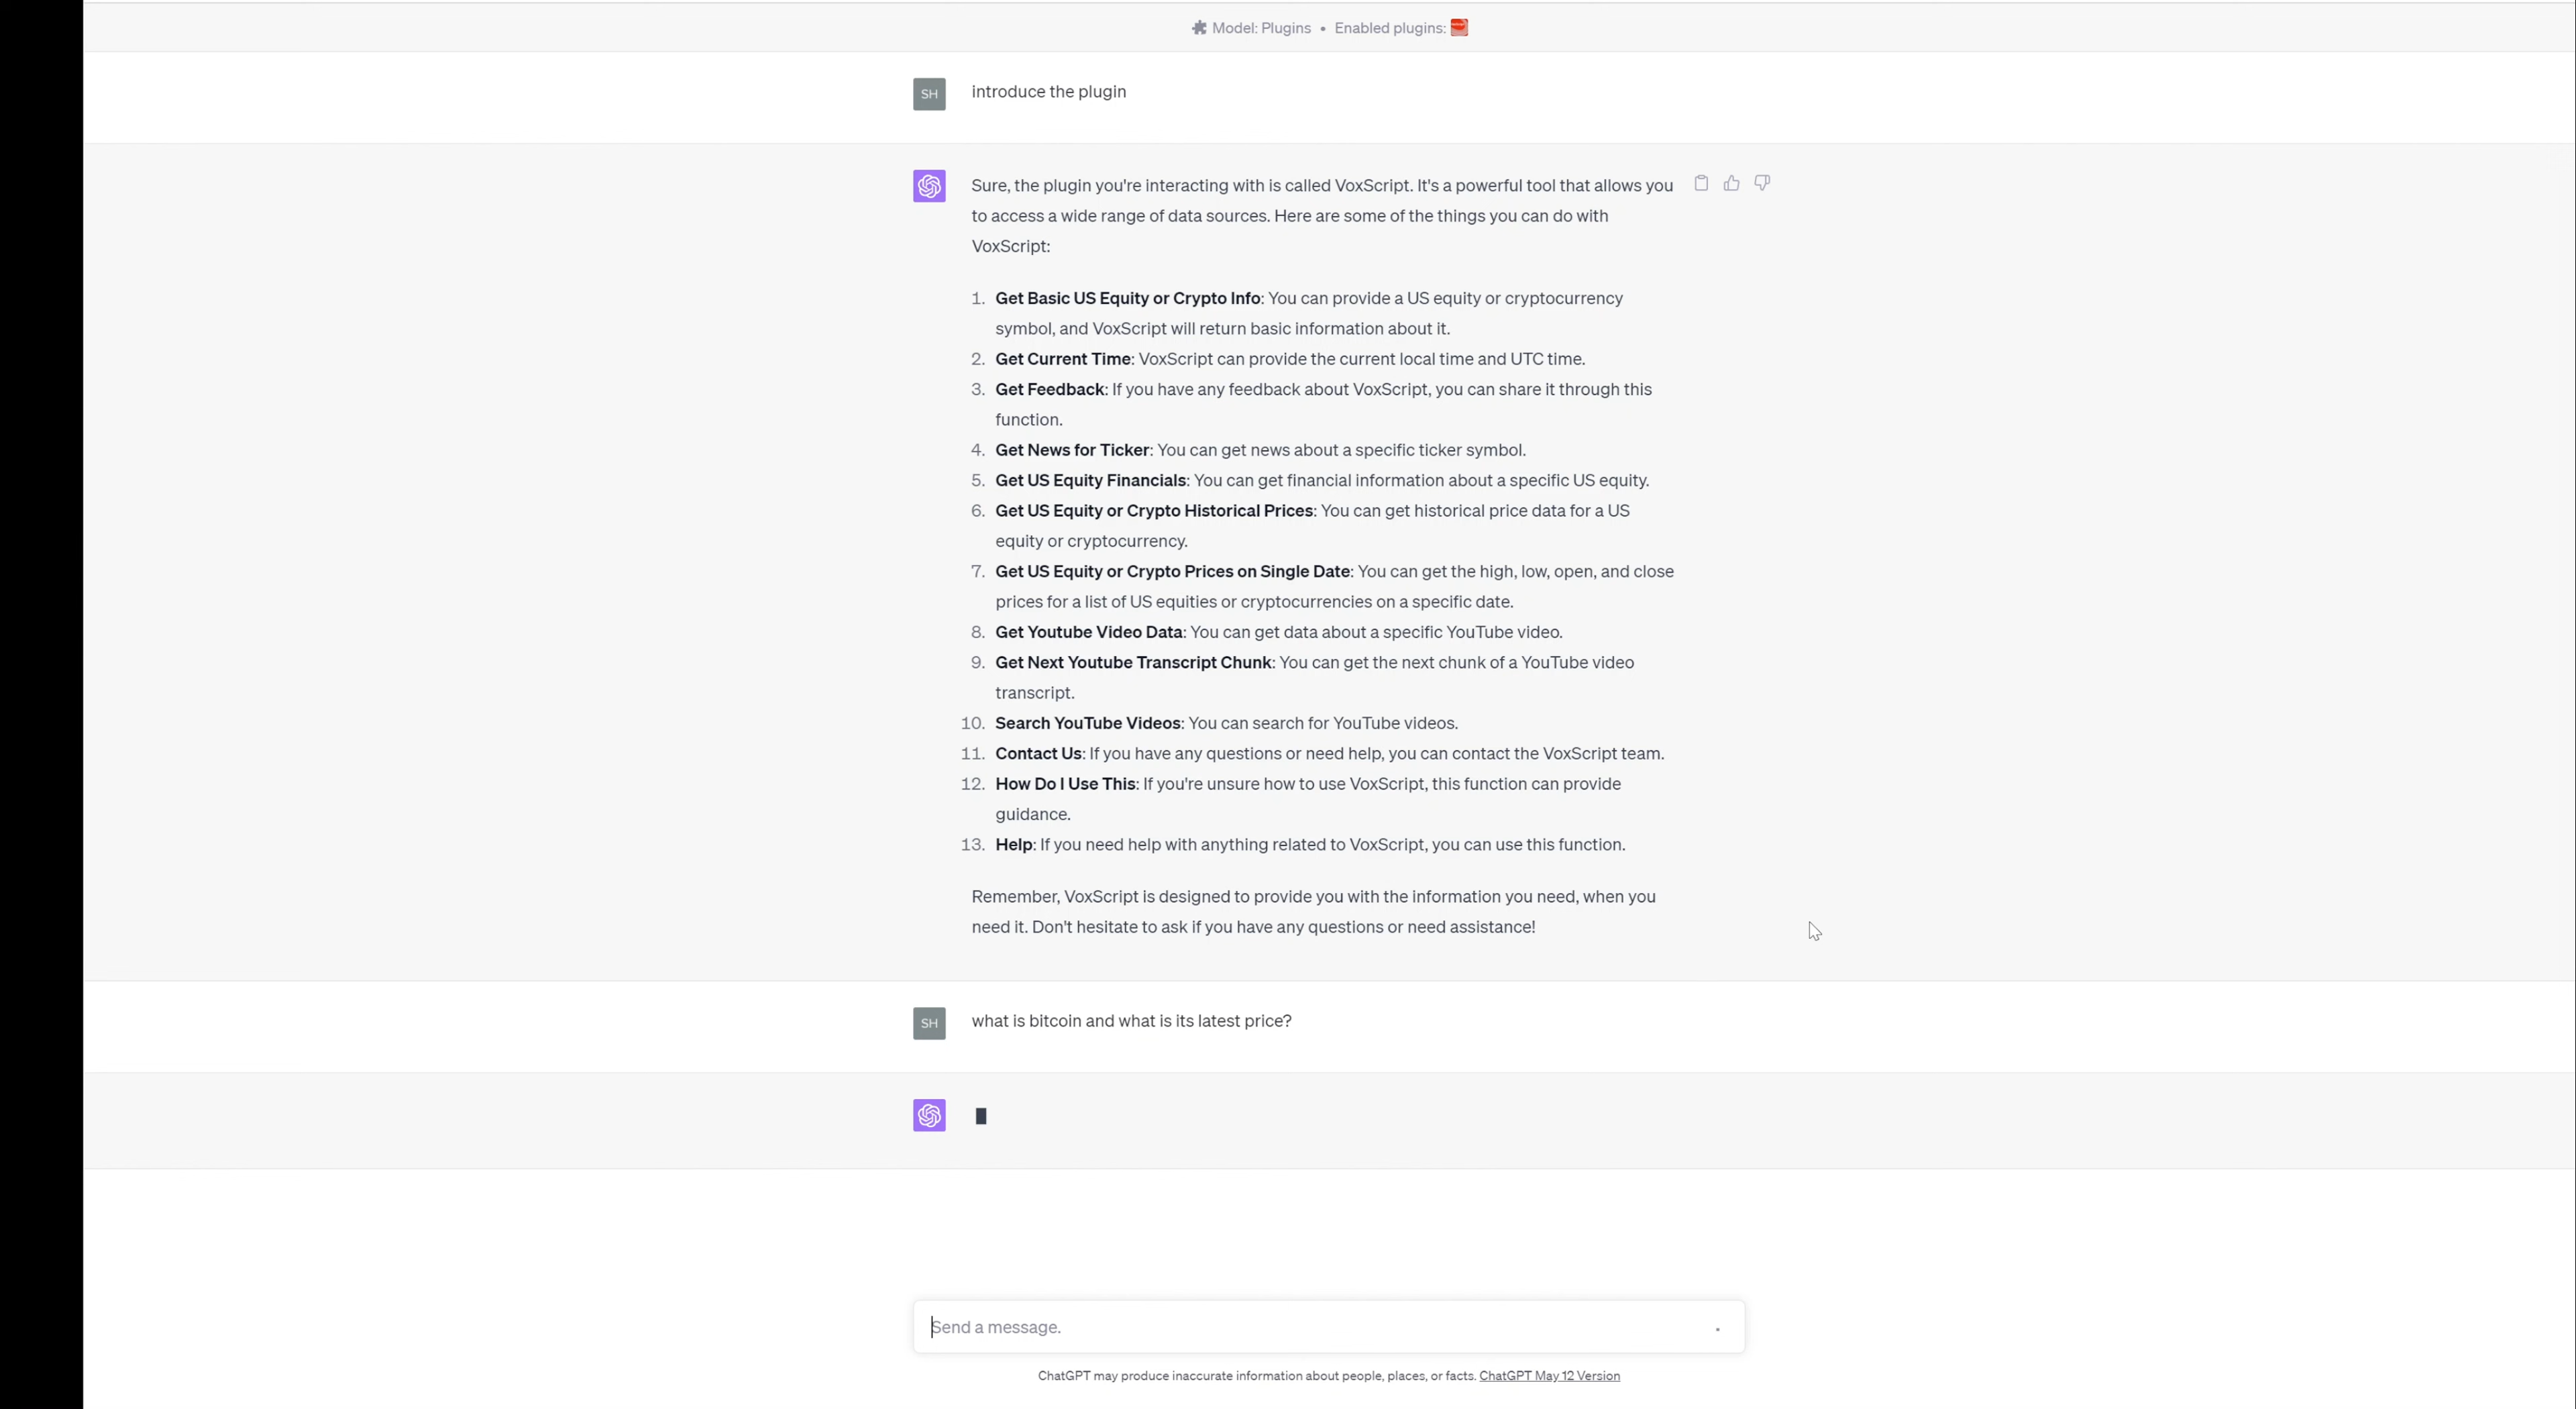 Model: Plugins • Enabled plugins:
SH
introduce the plugin
Sure, the plugin you're interacting with is called VoxScript. It's a powerful tool that allows you
to access a wide range of data sources. Here are some of the things you can do with
VoxScript:
1. Get Basic US Equity or Crypto Info: You can provide a US equity or cryptocurrency
symbol, and VoxScript will return basic information about it.
2. Get Current Time: VoxScript can provide the current local time and UTC time.
3. Get Feedback: If you have any feedback about VoxScript, you can share it through this
function.
4. Get News for Ticker: You can get news about a specific ticker symbol.
5. Get US Equity Financials: You can get financial information about a specific US equity.
6. Get US Equity or Crypto Historical Prices: You can get historical price data for a US
equity or cryptocurrency.
7. Get US Equity or Crypto Prices on Single Date: You can get the high, low, open, and close
prices for a list of US equities or cryptocurrencies on a specific date.
8. Get Youtube Video Data: You can get data about a specific YouTube video.
9. Get Next Youtube Transcript Chunk: You can get the next chunk of a YouTube video
transcript.
10. Search YouTube Videos: You can search for YouTube videos.
11. Contact Us: If you have any questions or need help, you can contact the VoxScript team.
12. How Do I Use This: If you're unsure how to use VoxScript, this function can provide
guidance.
13. Help: If you need help with anything related to VoxScript, you can use this function.
Remember, VoxScript is designed to provide you with the information you need, when you
need it. Don't hesitate to ask if you have any questions or need assistance!
SH
what is bitcoin and what is its latest price?
Send a message.
ChatGPT may produce inaccurate information about people, places, or facts. ChatGPT May 12 Version